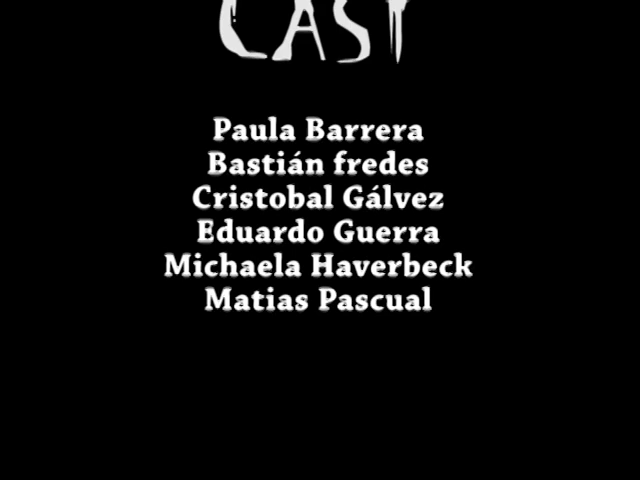 CAST
Paula Barrera
Bastián fredes
Cristobal Gálvez
Eduardo Guerra
Michaela Haverbeck
Matias Pascual